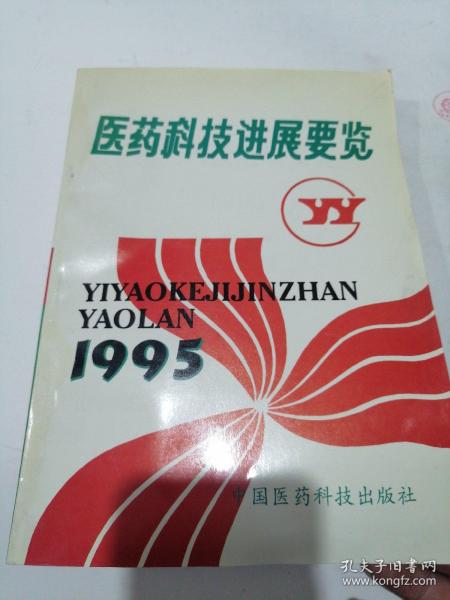 医药科技进展要览
YY
YIYAOKEJIJINZHAN
YAOLAN
1995
中国医药科技出版社
孔夫子旧书网
www.kongfz.com